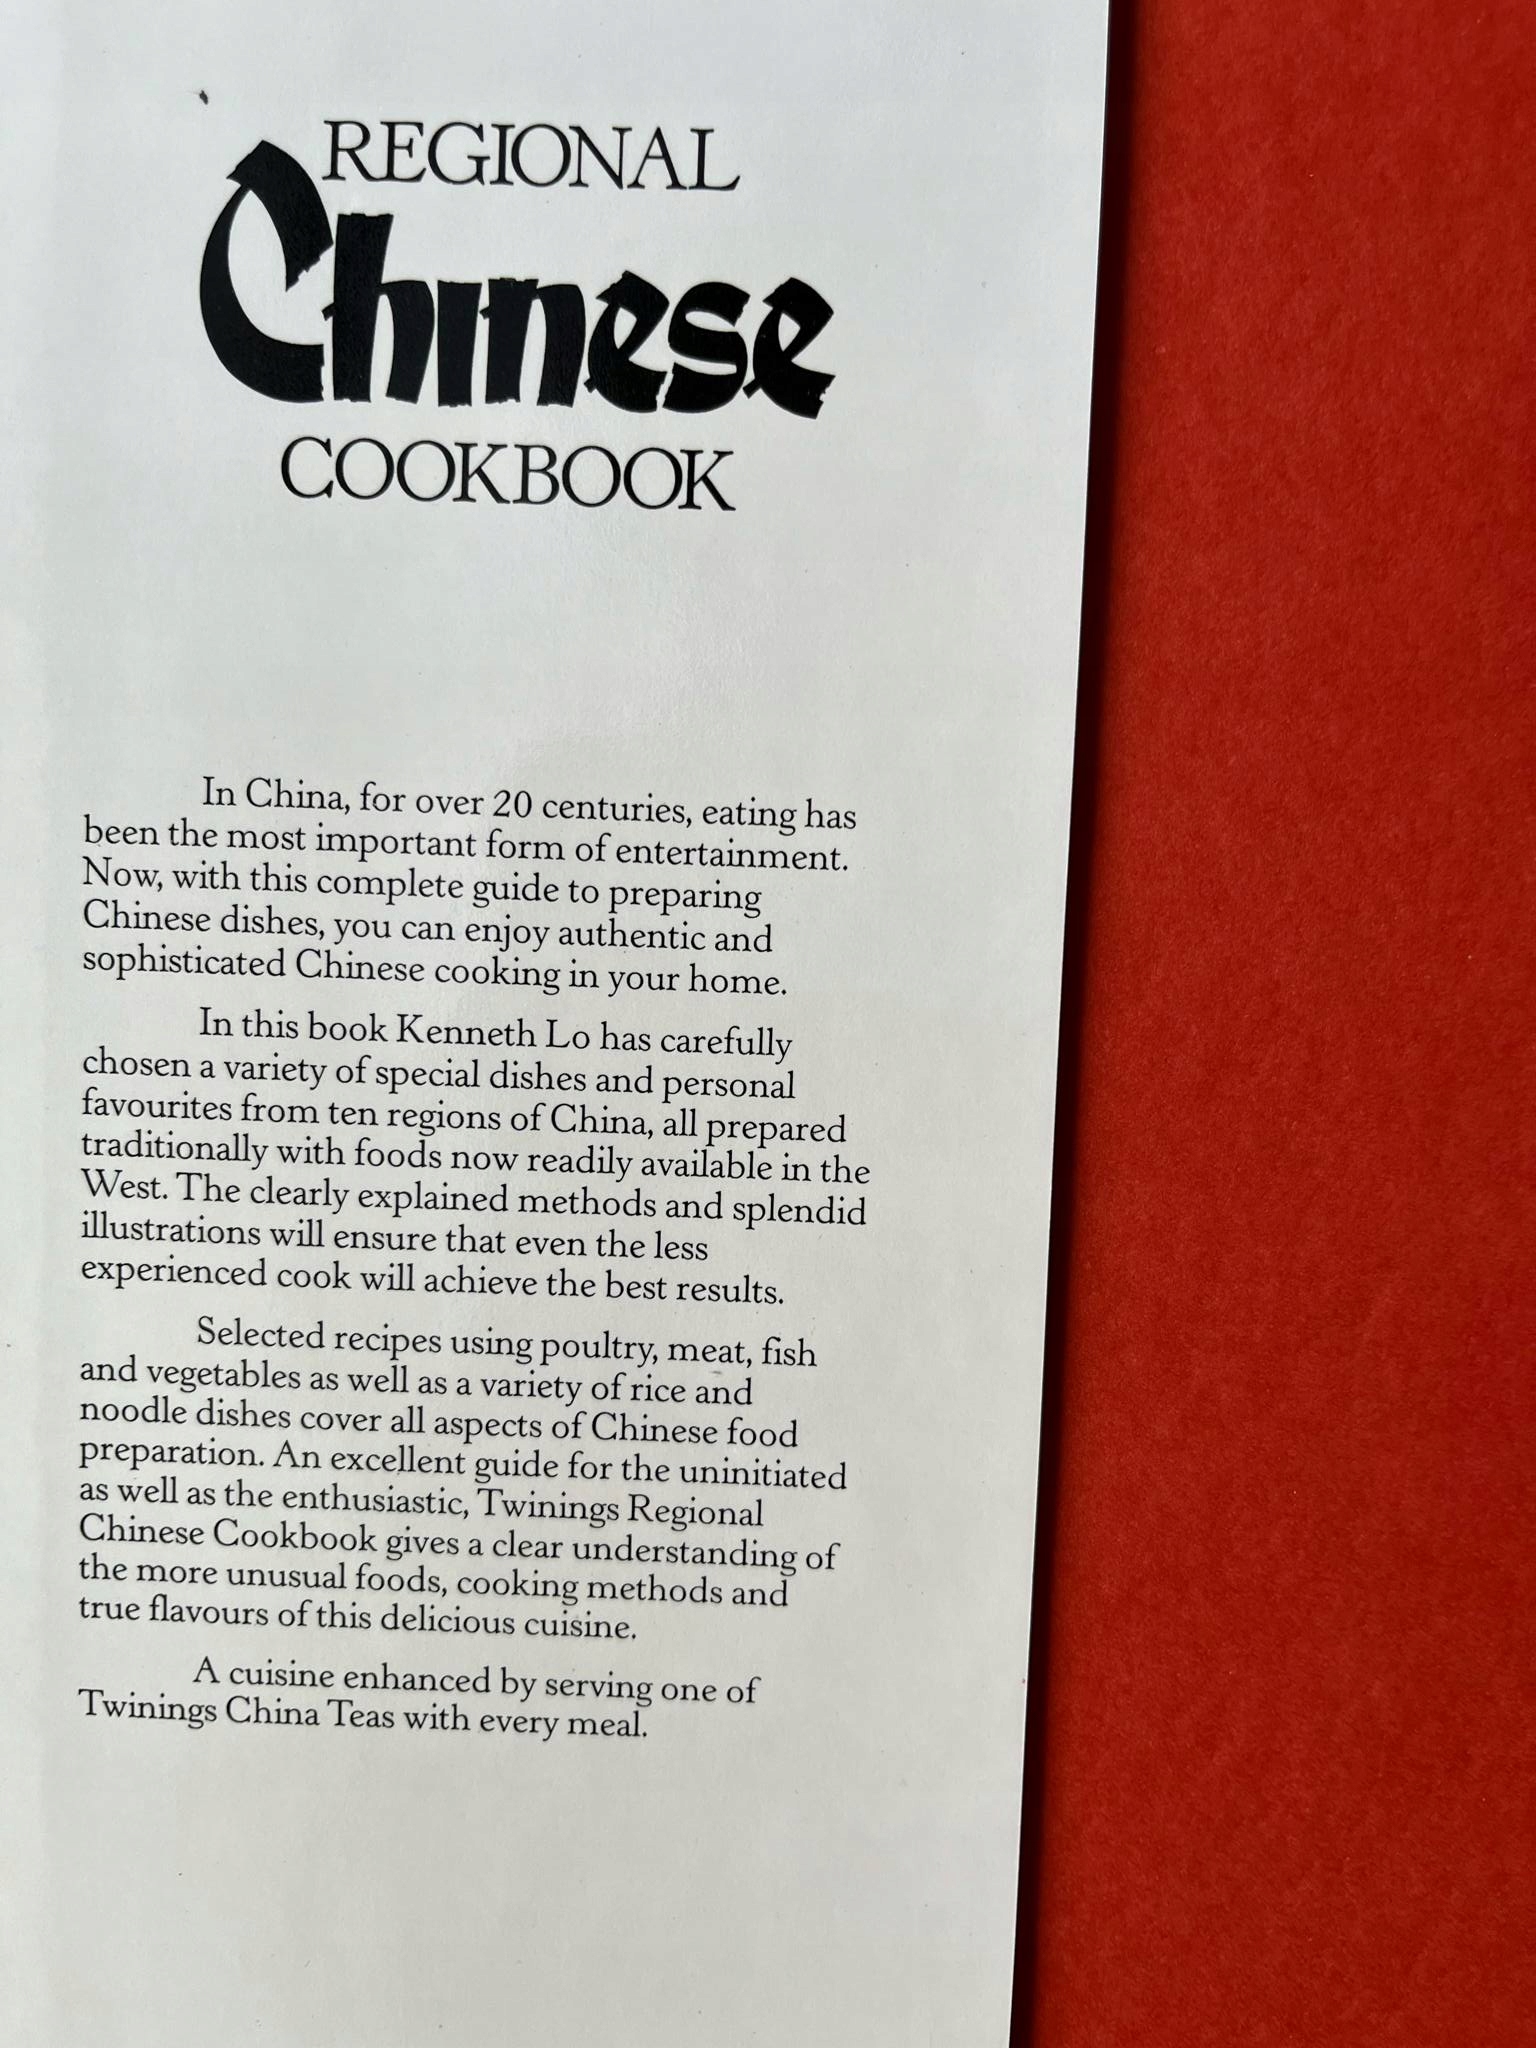 REGIONAL
Chinese
COOKBOOK
In China, for over 20 centuries, eating has
been the most important form of entertainment.
Now, with this complete guide to preparing
Chinese dishes, you can enjoy authentic and
sophisticated Chinese cooking in your home.
In this book Kenneth Lo has carefully
chosen a variety of special dishes and personal
favourites from ten regions of China, all prepared
traditionally with foods now readily available in the
West. The clearly explained methods and splendid
illustrations will ensure that even the less
experienced cook will achieve the best results.
Selected recipes using poultry, meat, fish
and vegetables as well as a variety of rice and
noodle dishes cover all aspects of Chinese food
preparation. An excellent guide for the uninitiated
as well as the enthusiastic, Twinings Regional
Chinese Cookbook gives a clear understanding of
the more unusual foods, cooking methods and
true flavours of this delicious cuisine.
A cuisine enhanced by serving one of
Twinings China Teas with every meal.